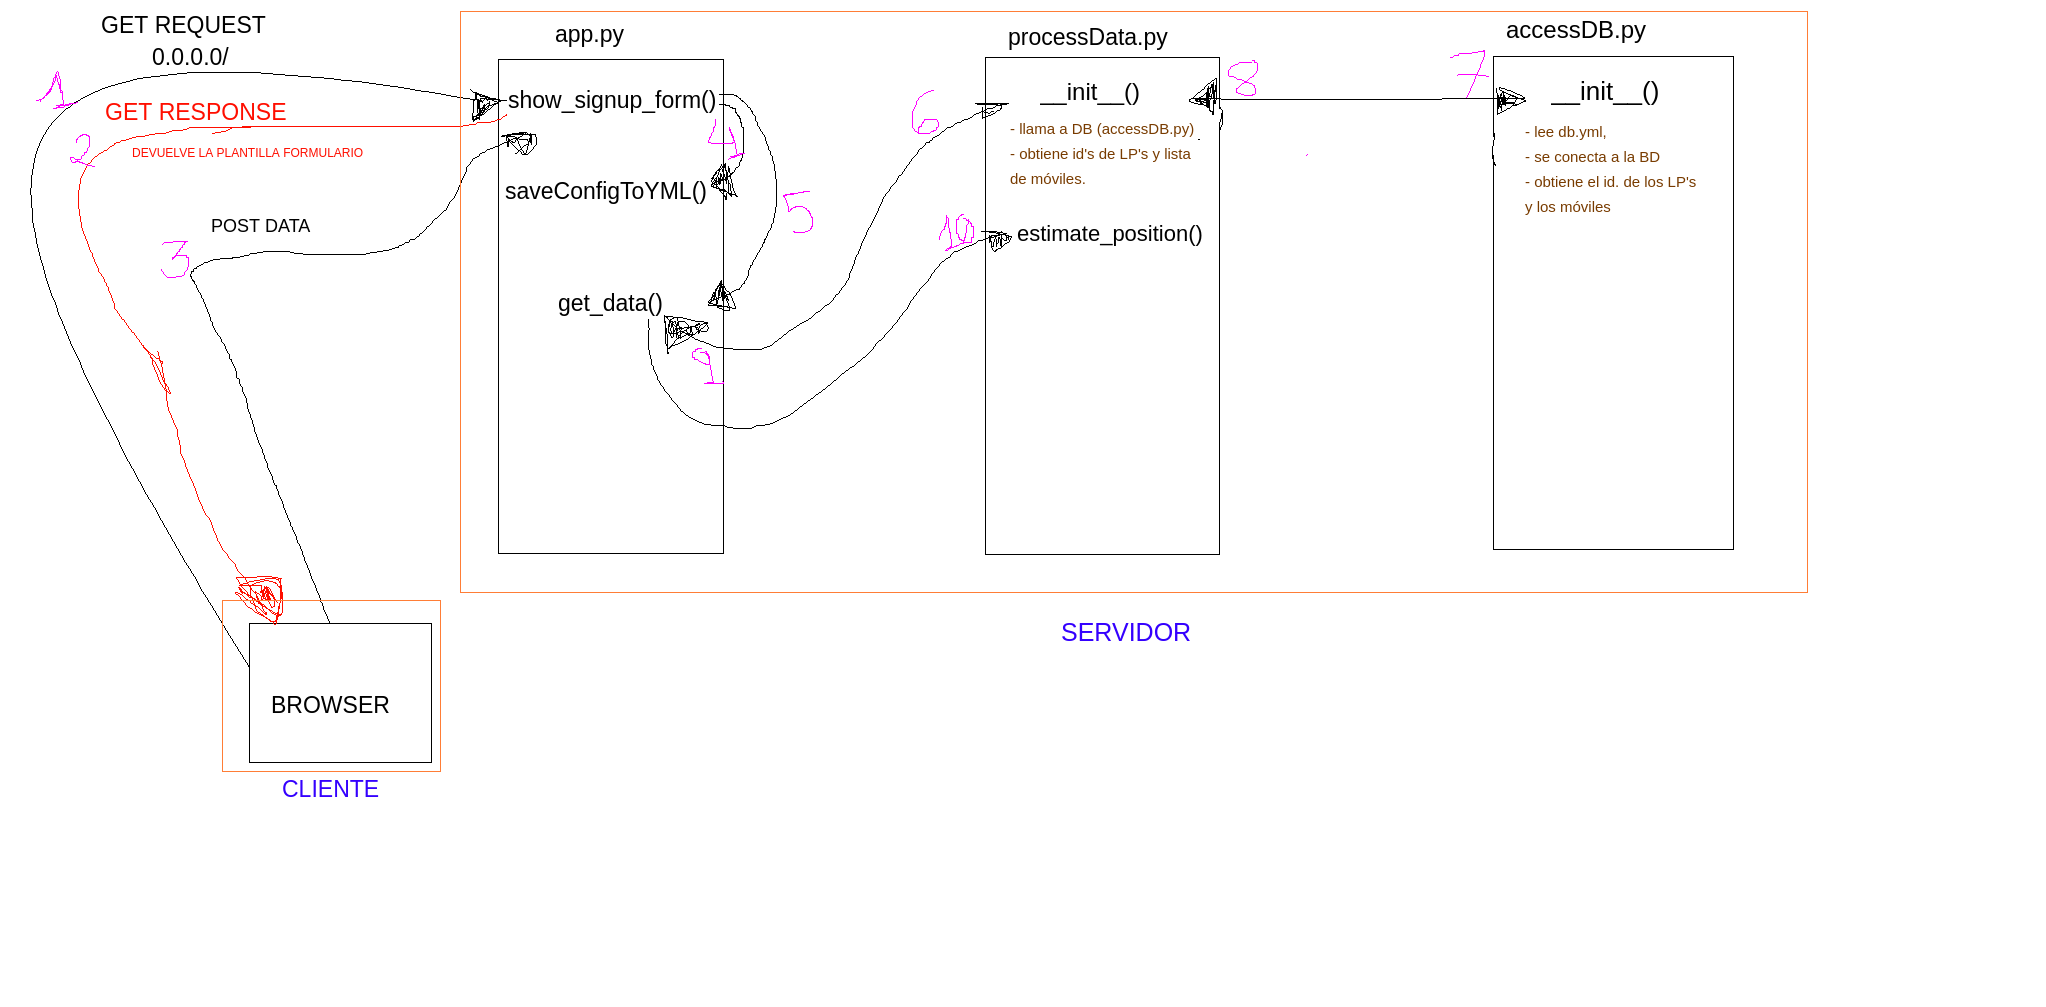 GET REQUEST
0.0.0.0/
1
GET RESPONSE
2
DEVUELVE LA PLANTILLA FORMULARIO
POST DATA
3
app.py
show_signup_form()
4
saveConfigToYML()
5
get_data()
9
processData.py
6
__init__()
8
- llama a DB (accessDB.py)
- obtiene id's de LP's y lista
de móviles.
10
estimate_position()
accessDB.py
7
__init__()
- lee db.yml,
- se conecta a la BD
- obtiene el id. de los LP's
y los móviles
SERVIDOR
BROWSER
CLIENTE